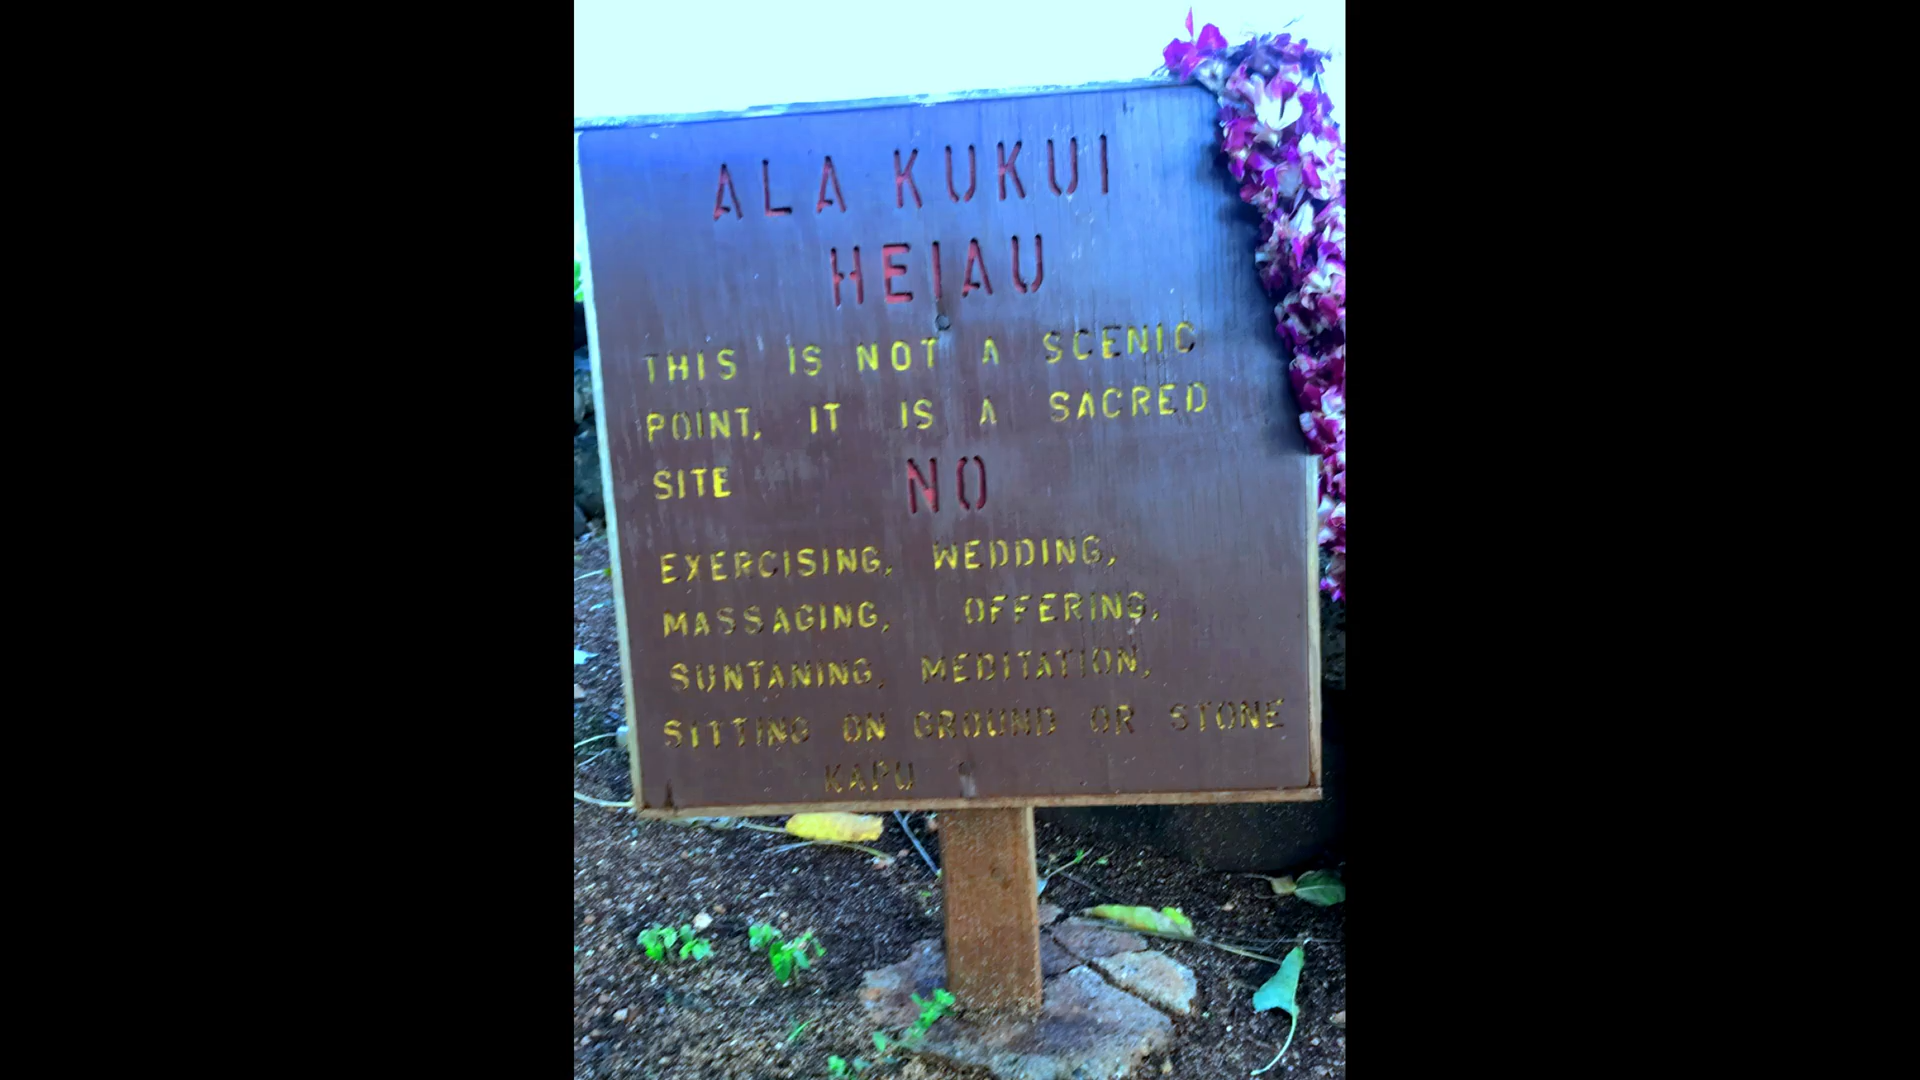 ALA KUKUI
HEIAU
THIS IS NOT A SCENIC
POINT, IT IS A SACRED
SITE NO
EXERCISING, WEDDING,
MASSAGING, OFFERING,
SUNTANING, MEDITATION,
SITTING ON GROUND OR STONE
KAPU